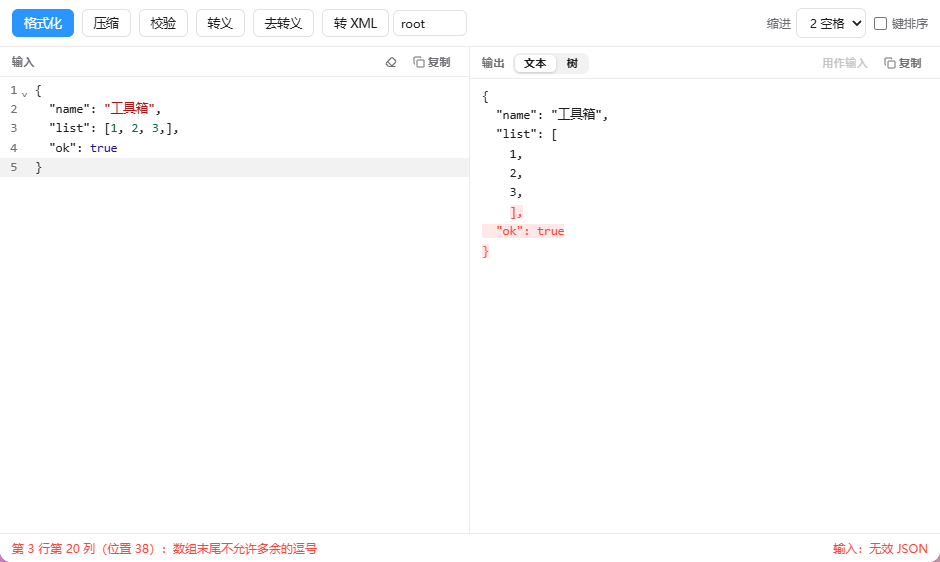 格式化 压缩 校验 转义 去转义 转 XML root 缩进 2 空格 键排序
输入 复制
1 {
2   "name": "工具箱",
3   "list": [1, 2, 3,],
4   "ok": true
5 }
输出 文本 树 用作输入 复制
{
  "name": "工具箱",
  "list": [
    1,
    2,
    3,
    ],
  "ok": true
}
第 3 行第 20 列（位置 38）：数组末尾不允许多余的逗号 输入：无效 JSON